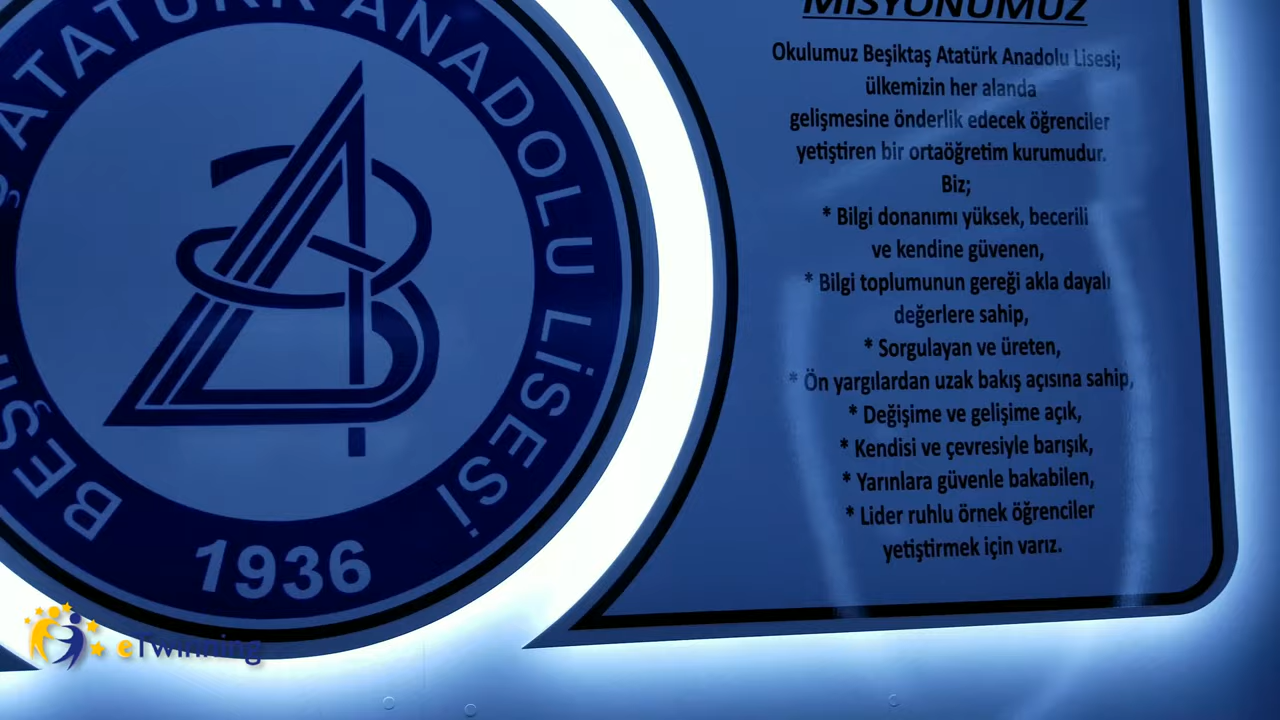 BEŞİKTAŞ ATATÜRK ANADOLU LİSESİ
1936
MİSYONUMUZ
Okulumuz Beşiktaş Atatürk Anadolu Lisesi;
ülkemizin her alanda
gelişmesine önderlik edecek öğrenciler
yetiştiren bir ortaöğretim kurumudur.
Biz;
* Bilgi donanımı yüksek, becerili
ve kendine güvenen,
* Bilgi toplumunun gereği akla dayalı
değerlere sahip,
* Sorgulayan ve üreten,
* Ön yargılardan uzak bakış açısına sahip,
* Değişime ve gelişime açık,
* Kendisi ve çevresiyle barışık,
* Yarınlara güvenle bakabilen,
* Lider ruhlu örnek öğrenciler
yetiştirmek için varız.
eTwinning